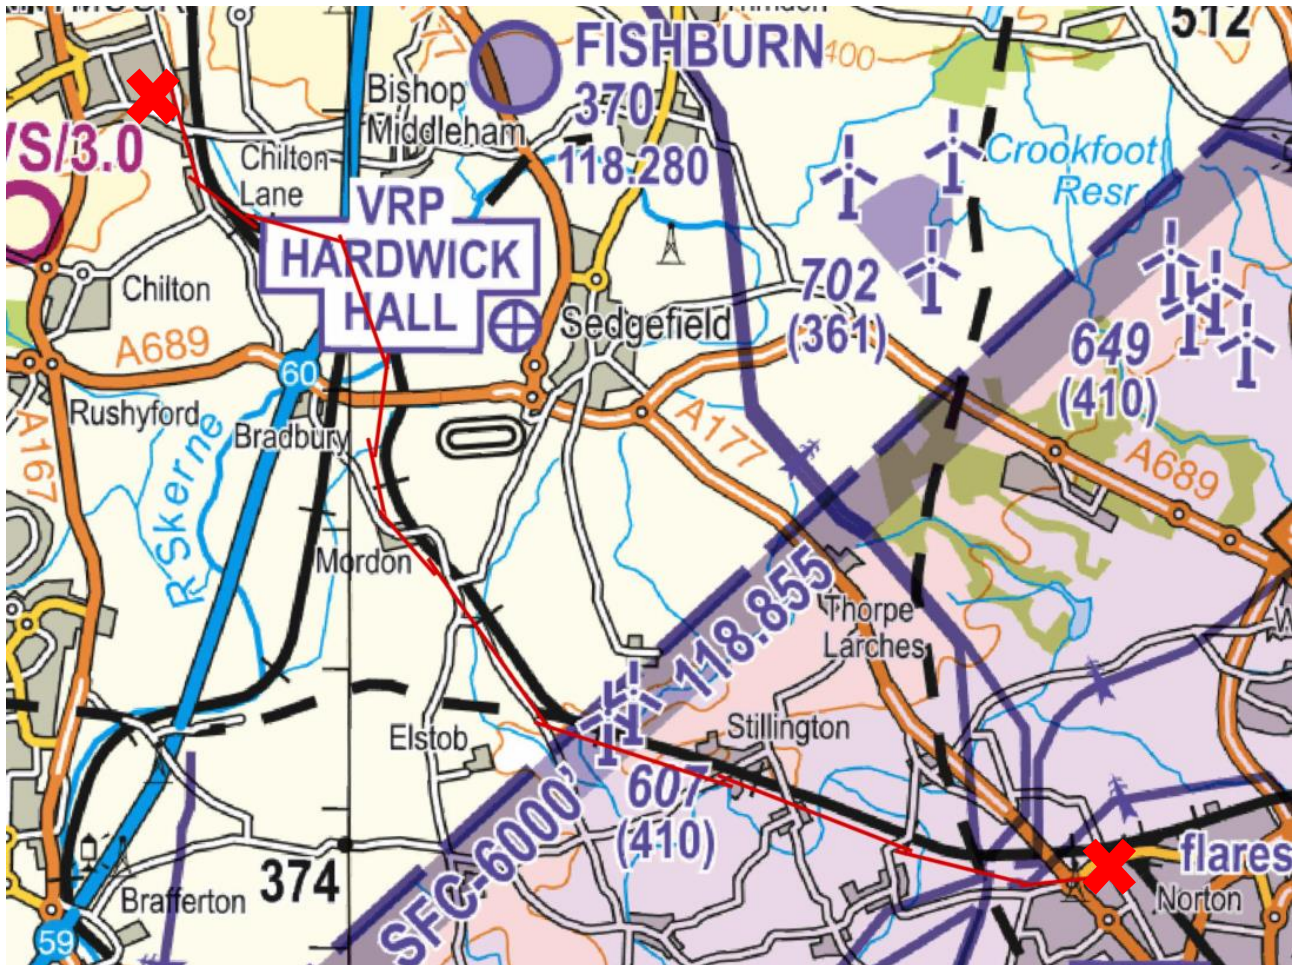 512
FISHBURN
370
118.280
400
Bishop
Middleham
VS/3.0
Chilton
Lane
VRP
HARDWICK
HALL
Crookfoot
Resr
Chilton
Sedgefield
702
(361)
649
(410)
A689
60
Rushyford
A167
R Skerne
Bradbury
A177
A689
Mordon
118.855
Thorpe
Larches
Elstob
Stillington
607
(410)
SFC-6000'
374
Brafferton
59
flares
Norton